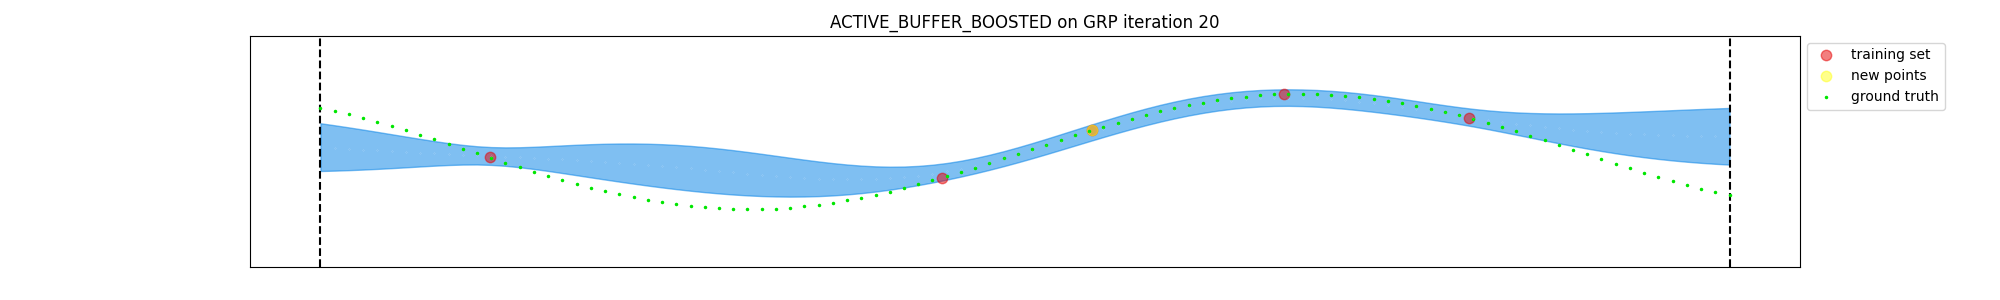 ACTIVE_BUFFER_BOOSTED on GRP iteration 20
training set
new points
ground truth